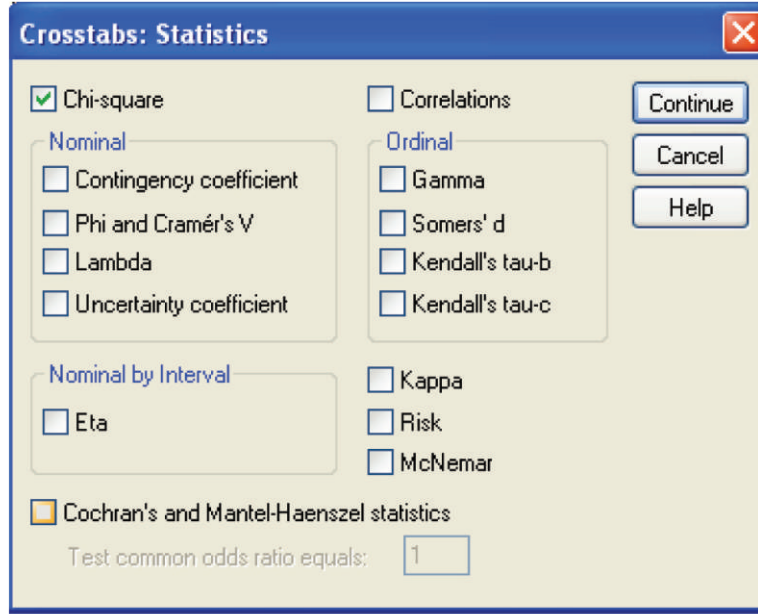 Crosstabs: Statistics
Chi-square
Correlations
Continue
Nominal
Ordinal
Cancel
Contingency coefficient
Gamma
Help
Phi and Cramér's V
Somers' d
Lambda
Kendall's tau-b
Uncertainty coefficient
Kendall's tau-c
Nominal by Interval
Kappa
Eta
Risk
McNemar
Cochran's and Mantel-Haenszel statistics
Test common odds ratio equals: 1